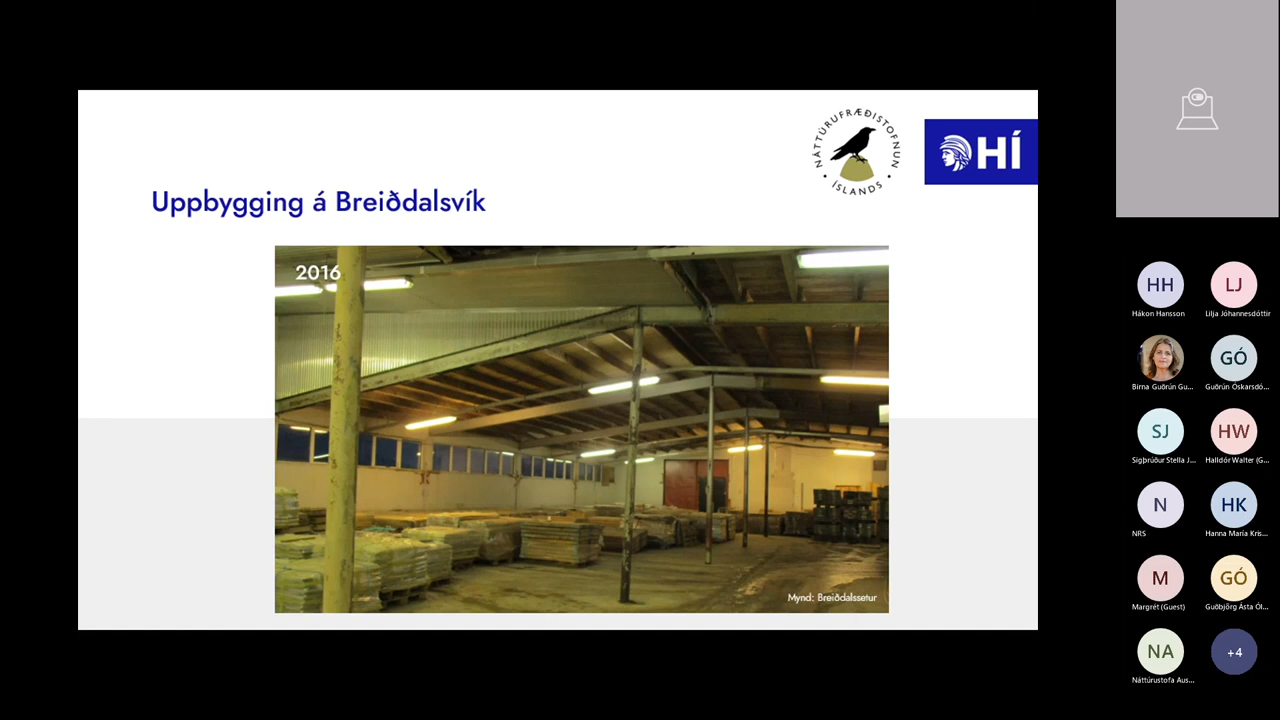 NÁTTÚRUFRÆÐISTOFNUN
• ÍSLANDS •
HÍ
Uppbygging á Breiðdalsvík
2016
Mynd: Breiðdalssetur
HH
Hákon Hansson
LJ
Lilja Jóhannesdóttir
Birna Guðrún Gu...
GÓ
Guðrún Óskarsdó...
SJ
Sigþrúður Stella J...
HW
Halldór Walter (G...
N
NRS
HK
Hanna María Kris...
M
Margrét (Guest)
GÓ
Guðbjörg Ásta Ól...
NA
Náttúrustofa Aus...
+4